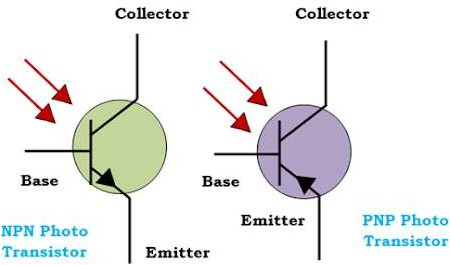 Collector
Collector
Base
Base
Emitter
NPN Photo
Transistor
PNP Photo
Transistor
Emitter